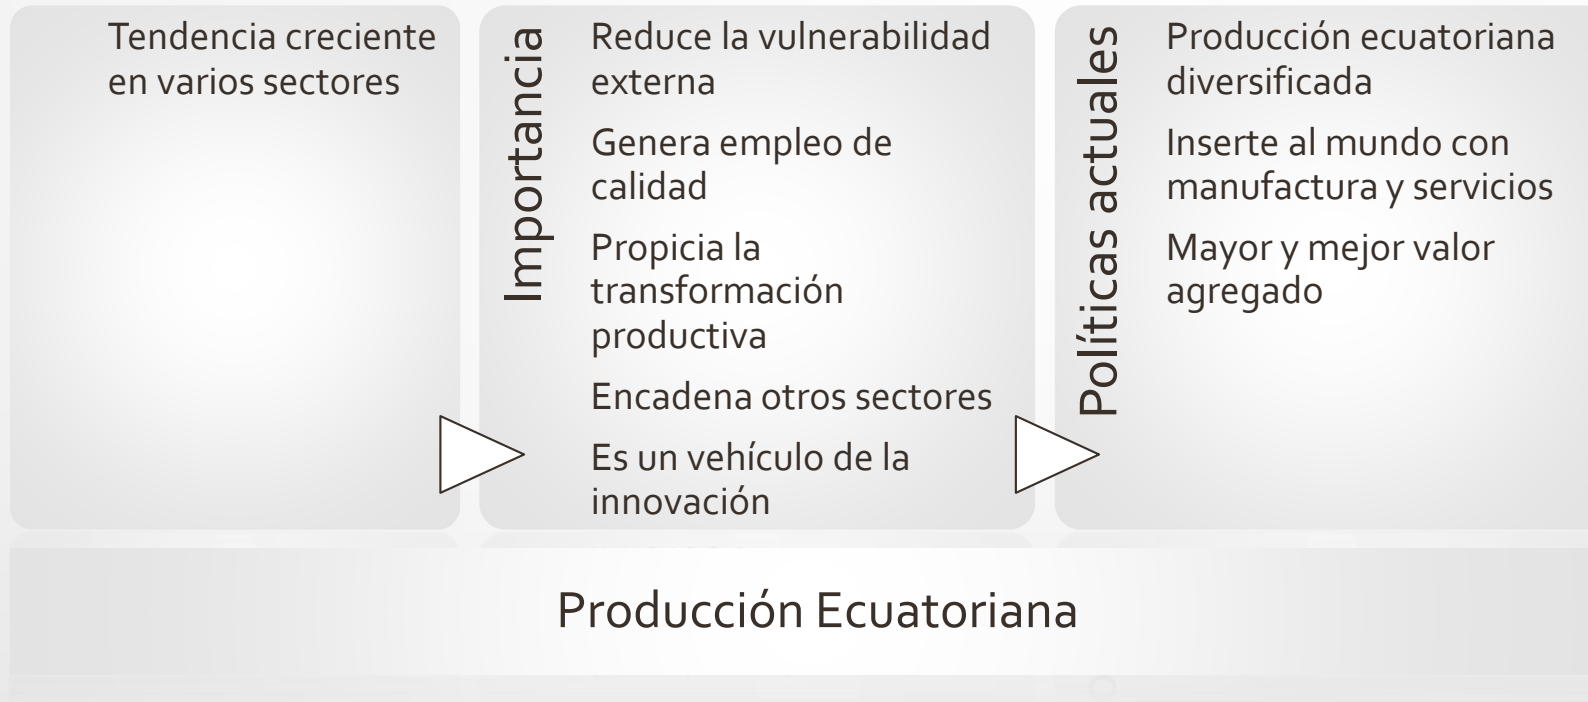 Tendencia creciente
en varios sectores
Importancia
Reduce la vulnerabilidad
externa
Genera empleo de
calidad
Propicia la
transformación
productiva
Encadena otros sectores
Es un vehículo de la
innovación
Políticas actuales
Producción ecuatoriana
diversificada
Inserte al mundo con
manufactura y servicios
Mayor y mejor valor
agregado
Producción Ecuatoriana